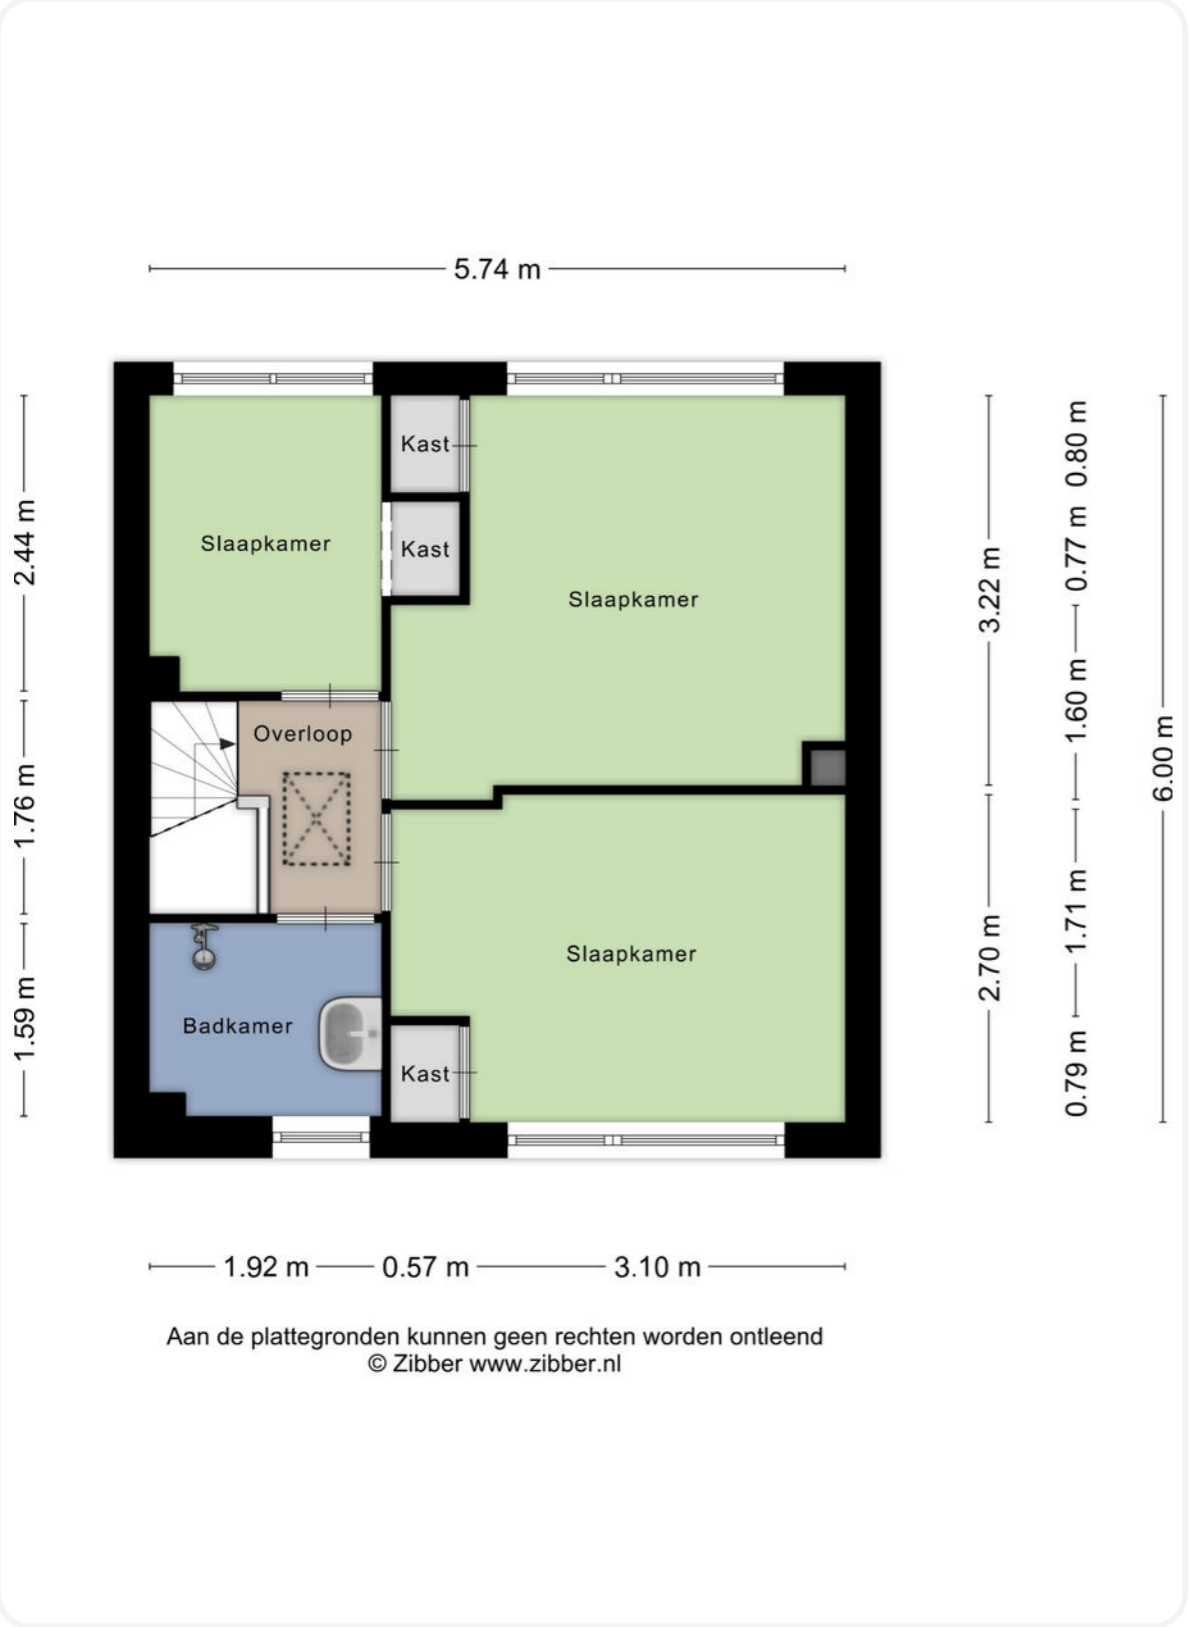 5.74 m
Kast
0.80 m
2.44 m
Slaapkamer
Kast
0.77 m
3.22 m
Slaapkamer
Overloop
1.60 m
6.00 m
1.76 m
Slaapkamer
1.71 m
2.70 m
1.59 m
Badkamer
Kast
0.79 m
1.92 m
0.57 m
3.10 m
Aan de plattegronden kunnen geen rechten worden ontleend
© Zibber www.zibber.nl